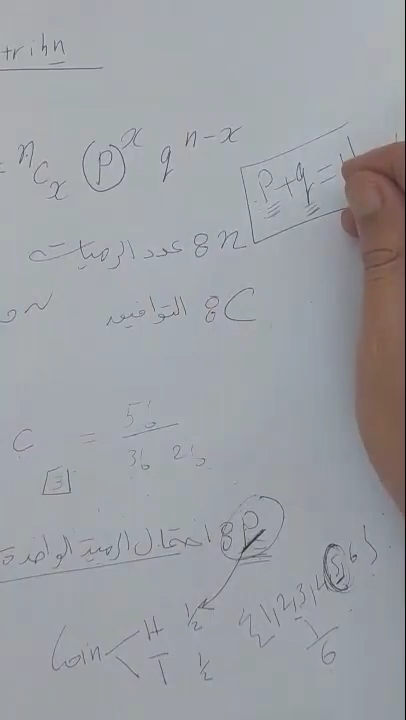 tribn
= ⁿCₓ (P)ˣ qⁿ⁻ˣ
P+q=1
n: عدد الرميات
C: التوافيق
C = 5! / 3! 2!
3
P: احتمال الرمية الواحدة
Coin H ½
T ½
{1,2,3,4,5,6}
1/6